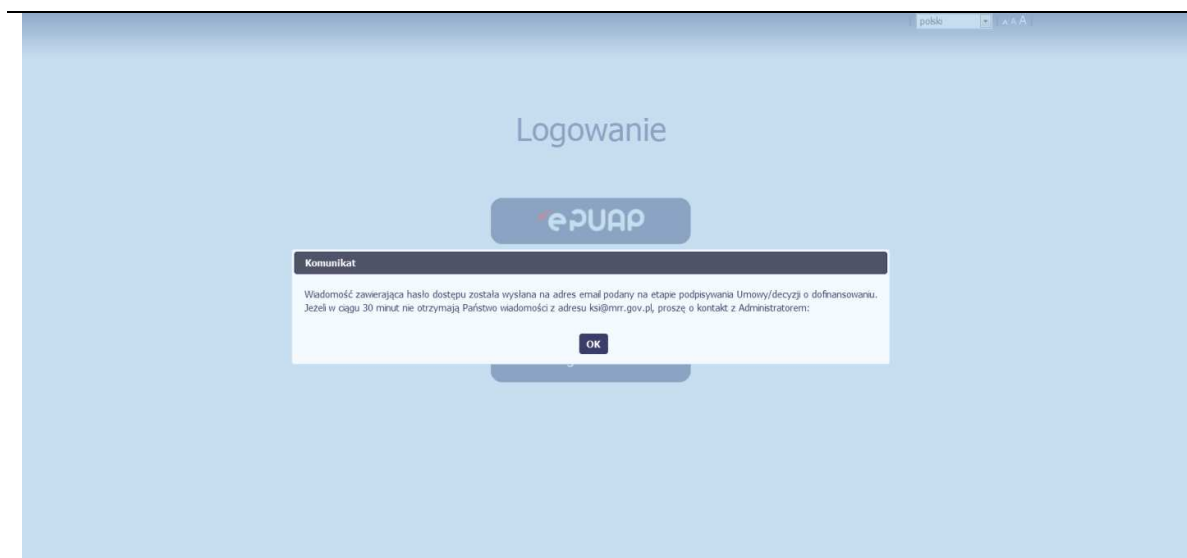 polski
A A A
Logowanie
ePUAP
Komunikat
Wiadomość zawierająca hasło dostępu została wysłana na adres email podany na etapie podpisywania Umowy/decyzji o dofinansowaniu.
Jeżeli w ciągu 30 minut nie otrzymają Państwo wiadomości z adresu ksi@mrr.gov.pl, proszę o kontakt z Administratorem:
OK